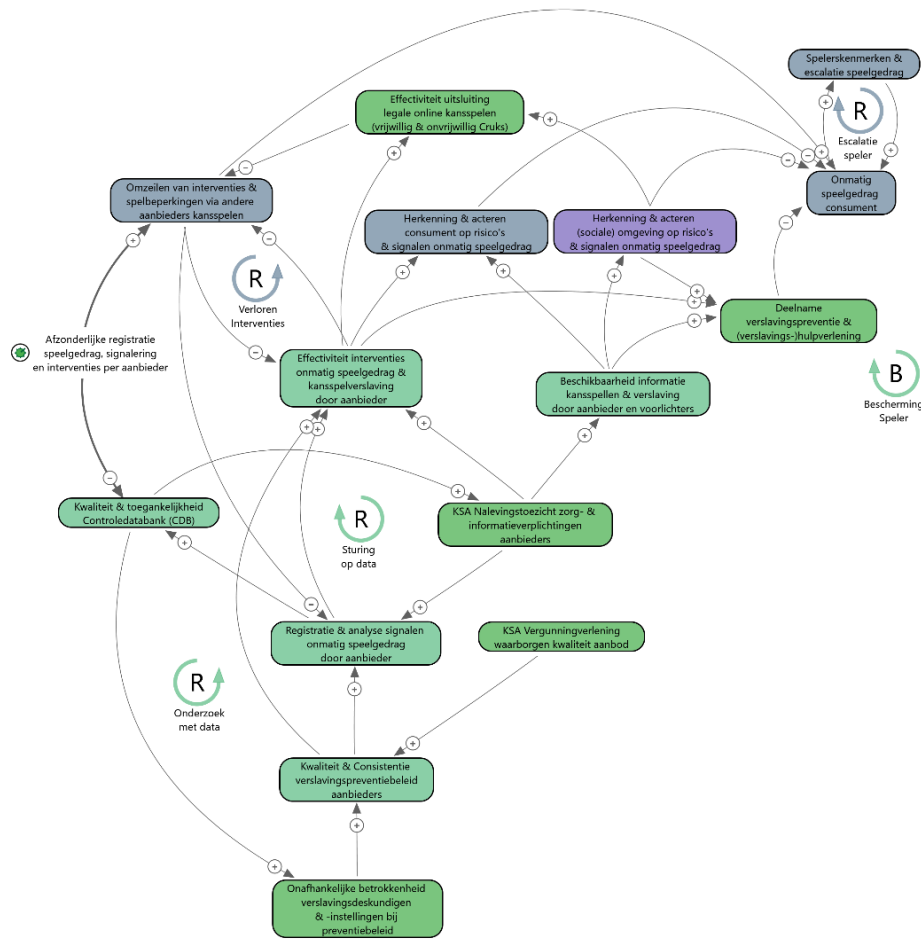 Spelerskenmerken &
escalatie speelgedrag
Effectiviteit uitsluiting
legale online kansspelen
(vrijwillig & onvrijwillig Cruks)
R
Escalatie
speler
Omzeilen van interventies &
spelbeperkingen via andere
aanbieders kansspelen
Onmatig
speelgedrag
consument
Herkenning & acteren
consument op risico's
& signalen onmatig speelgedrag
Herkenning & acteren
(sociale) omgeving op risico's
& signalen onmatig speelgedrag
R
Verloren
Interventies
Deelname
verslavingspreventie &
(verslavings-)hulpverlening
Afzonderlijke registratie
speelgedrag, signalering
en interventies per aanbieder
Effectiviteit interventies
onmatig speelgedrag &
kansspelverslaving
door aanbieder
Beschikbaarheid informatie
kansspellen & verslaving
door aanbieder en voorlichters
B
Bescherming
Speler
Kwaliteit & toegankelijkheid
Controledatabank (CDB)
R
Sturing
op data
KSA Nalevingstoezicht zorg- &
informatieverplichtingen
aanbieders
Registratie & analyse signalen
onmatig speelgedrag
door aanbieder
KSA Vergunningverlening
waarborgen kwaliteit aanbod
R
Onderzoek
met data
Kwaliteit & Consistentie
verslavingspreventiebeleid
aanbieders
Onafhankelijke betrokkenheid
verslavingsdeskundigen
& -instellingen bij
preventiebeleid